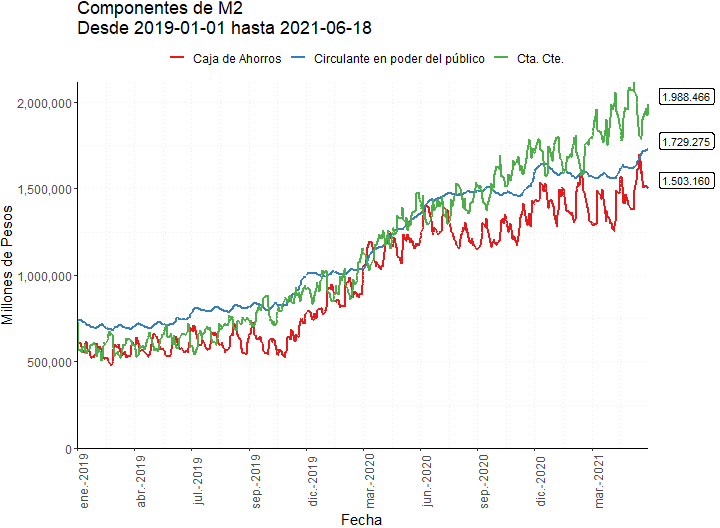 Componentes de M2
Desde 2019-01-01 hasta 2021-06-18
Caja de Ahorros Circulante en poder del público Cta. Cte.
Millones de Pesos
2,000,000
1,500,000
1,000,000
500,000
0
1.988.466
1.729.275
1.503.160
ene.-2019
abr.-2019
jul.-2019
sep.-2019
dic.-2019
mar.-2020
jun.-2020
sep.-2020
dic.-2020
mar.-2021
Fecha